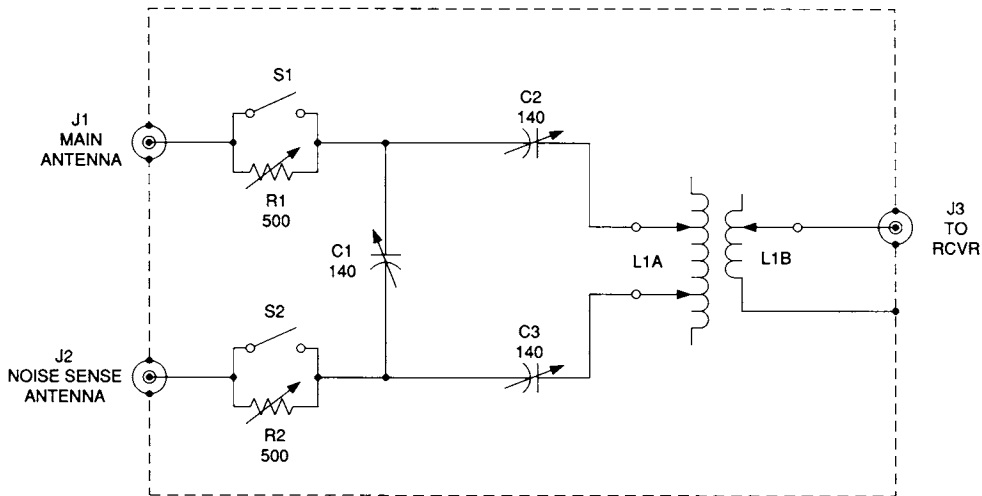 S1
J1
MAIN
ANTENNA
R1
500
C2
140
C1
140
L1A
L1B
J3
TO
RCVR
S2
J2
NOISE SENSE
ANTENNA
R2
500
C3
140